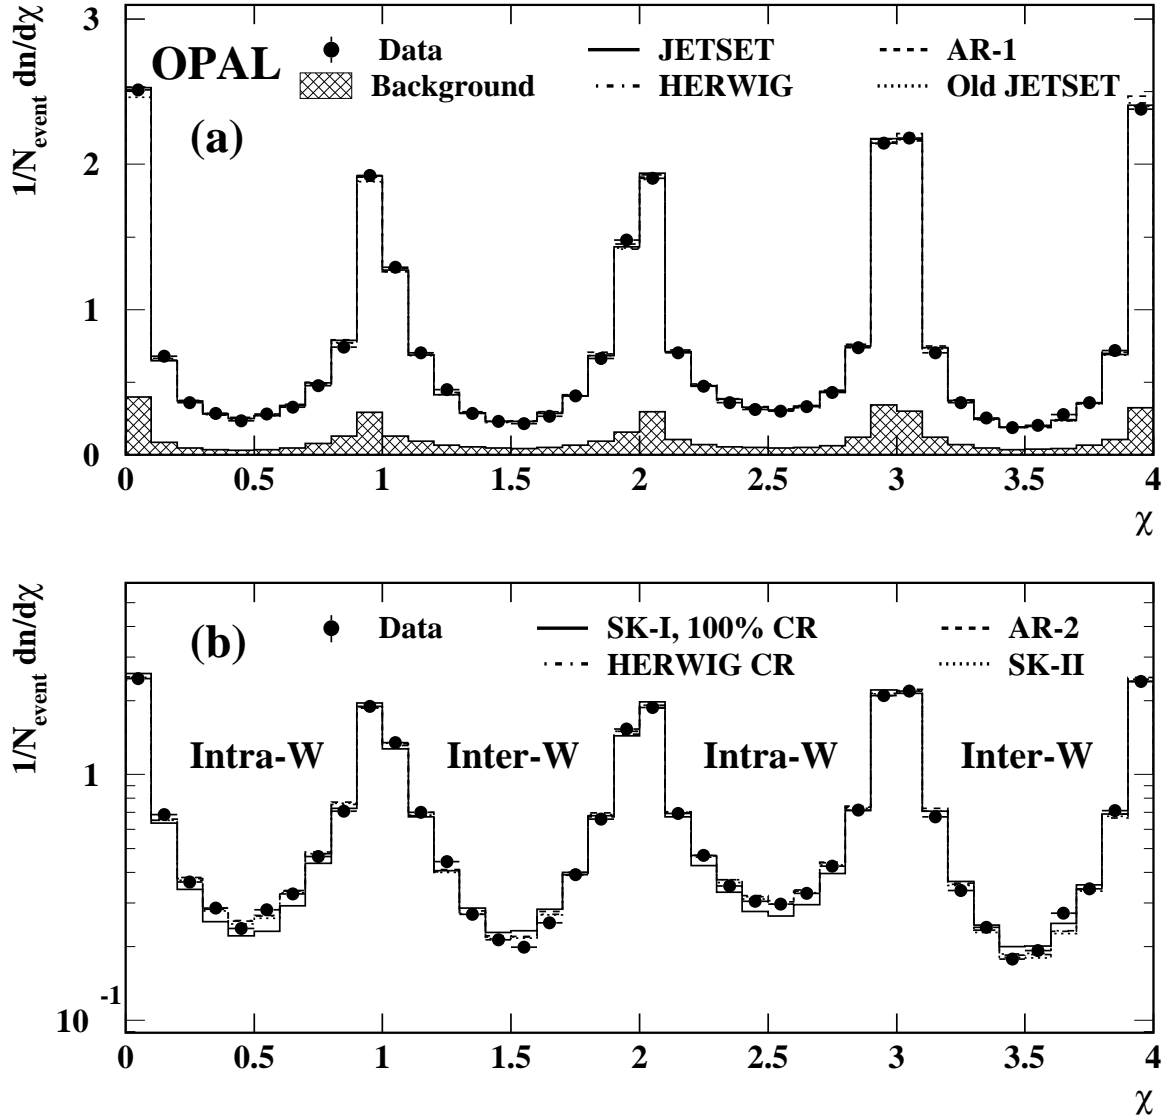 1/N_event dn/dχ
3
2
1
0
OPAL
Data
JETSET
AR-1
Background
HERWIG
Old JETSET
(a)
0 0.5 1 1.5 2 2.5 3 3.5 4
χ
1/N_event dn/dχ
1
10^-1
(b)
Data
SK-I, 100% CR
AR-2
HERWIG CR
SK-II
Intra-W Inter-W Intra-W Inter-W
0 0.5 1 1.5 2 2.5 3 3.5 4
χ